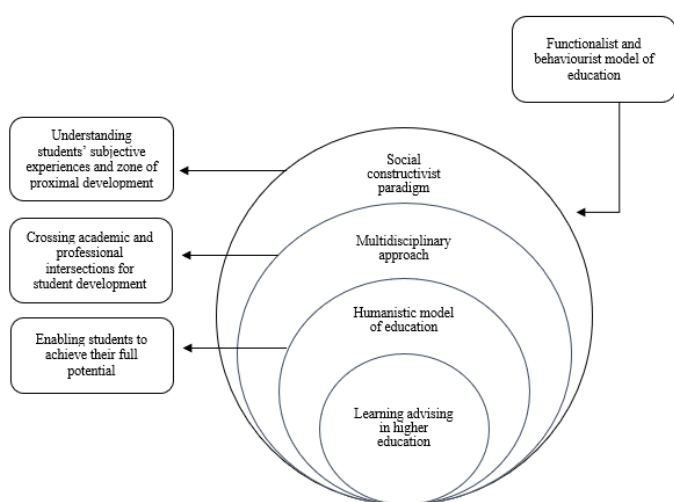 Functionalist and
behaviourist model of
education
Understanding
students' subjective
experiences and zone of
proximal development
Social
constructivist
paradigm
Crossing academic and
professional
intersections for
student development
Multidisciplinary
approach
Enabling students to
achieve their full
potential
Humanistic model
of education
Learning advising
in higher
education